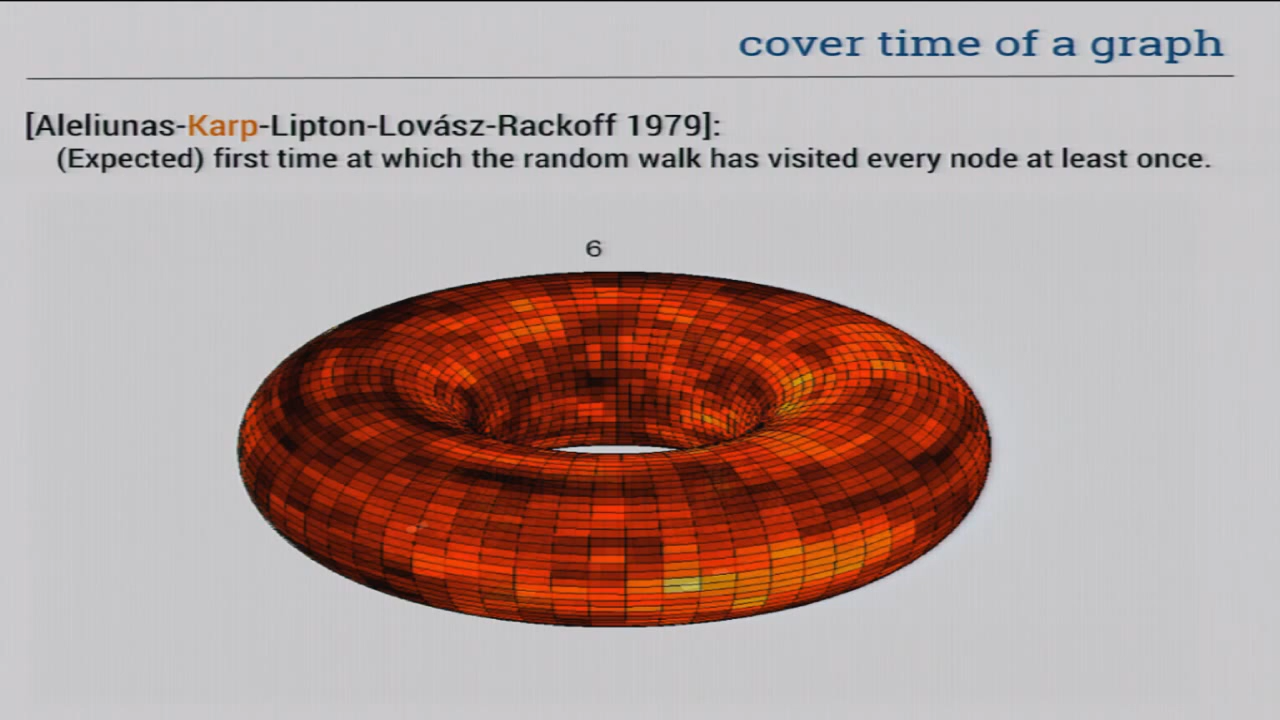 cover time of a graph
[Aleliunas-Karp-Lipton-Lovász-Rackoff 1979]:
(Expected) first time at which the random walk has visited every node at least once.
6